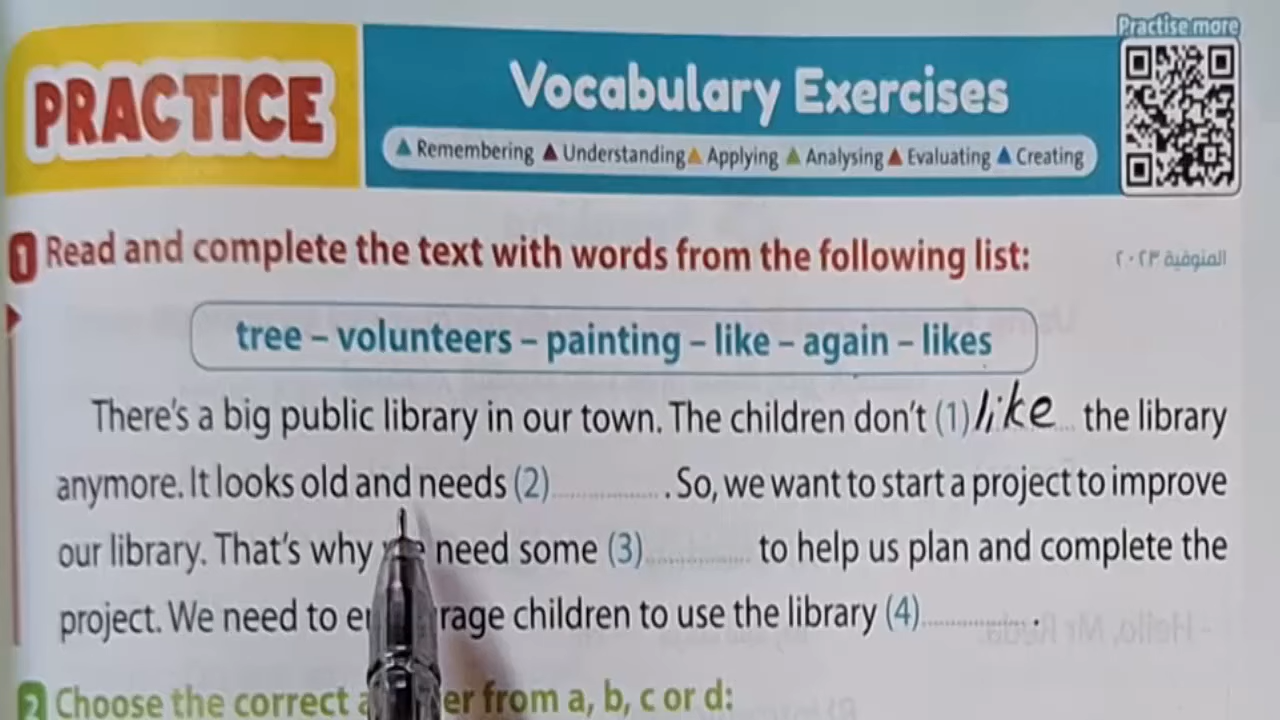 Practise more
PRACTICE
Vocabulary Exercises
Remembering Understanding Applying Analysing Evaluating Creating
1 Read and complete the text with words from the following list:
المنوفية ٢٠٢٣
tree – volunteers – painting – like – again – likes
There's a big public library in our town. The children don't (1) like the library
anymore. It looks old and needs (2) ............ . So, we want to start a project to improve
our library. That's why need some (3) ............ to help us plan and complete the
project. We need to children to use the library (4) ............ .
2 Choose the correct from a, b, c or d: